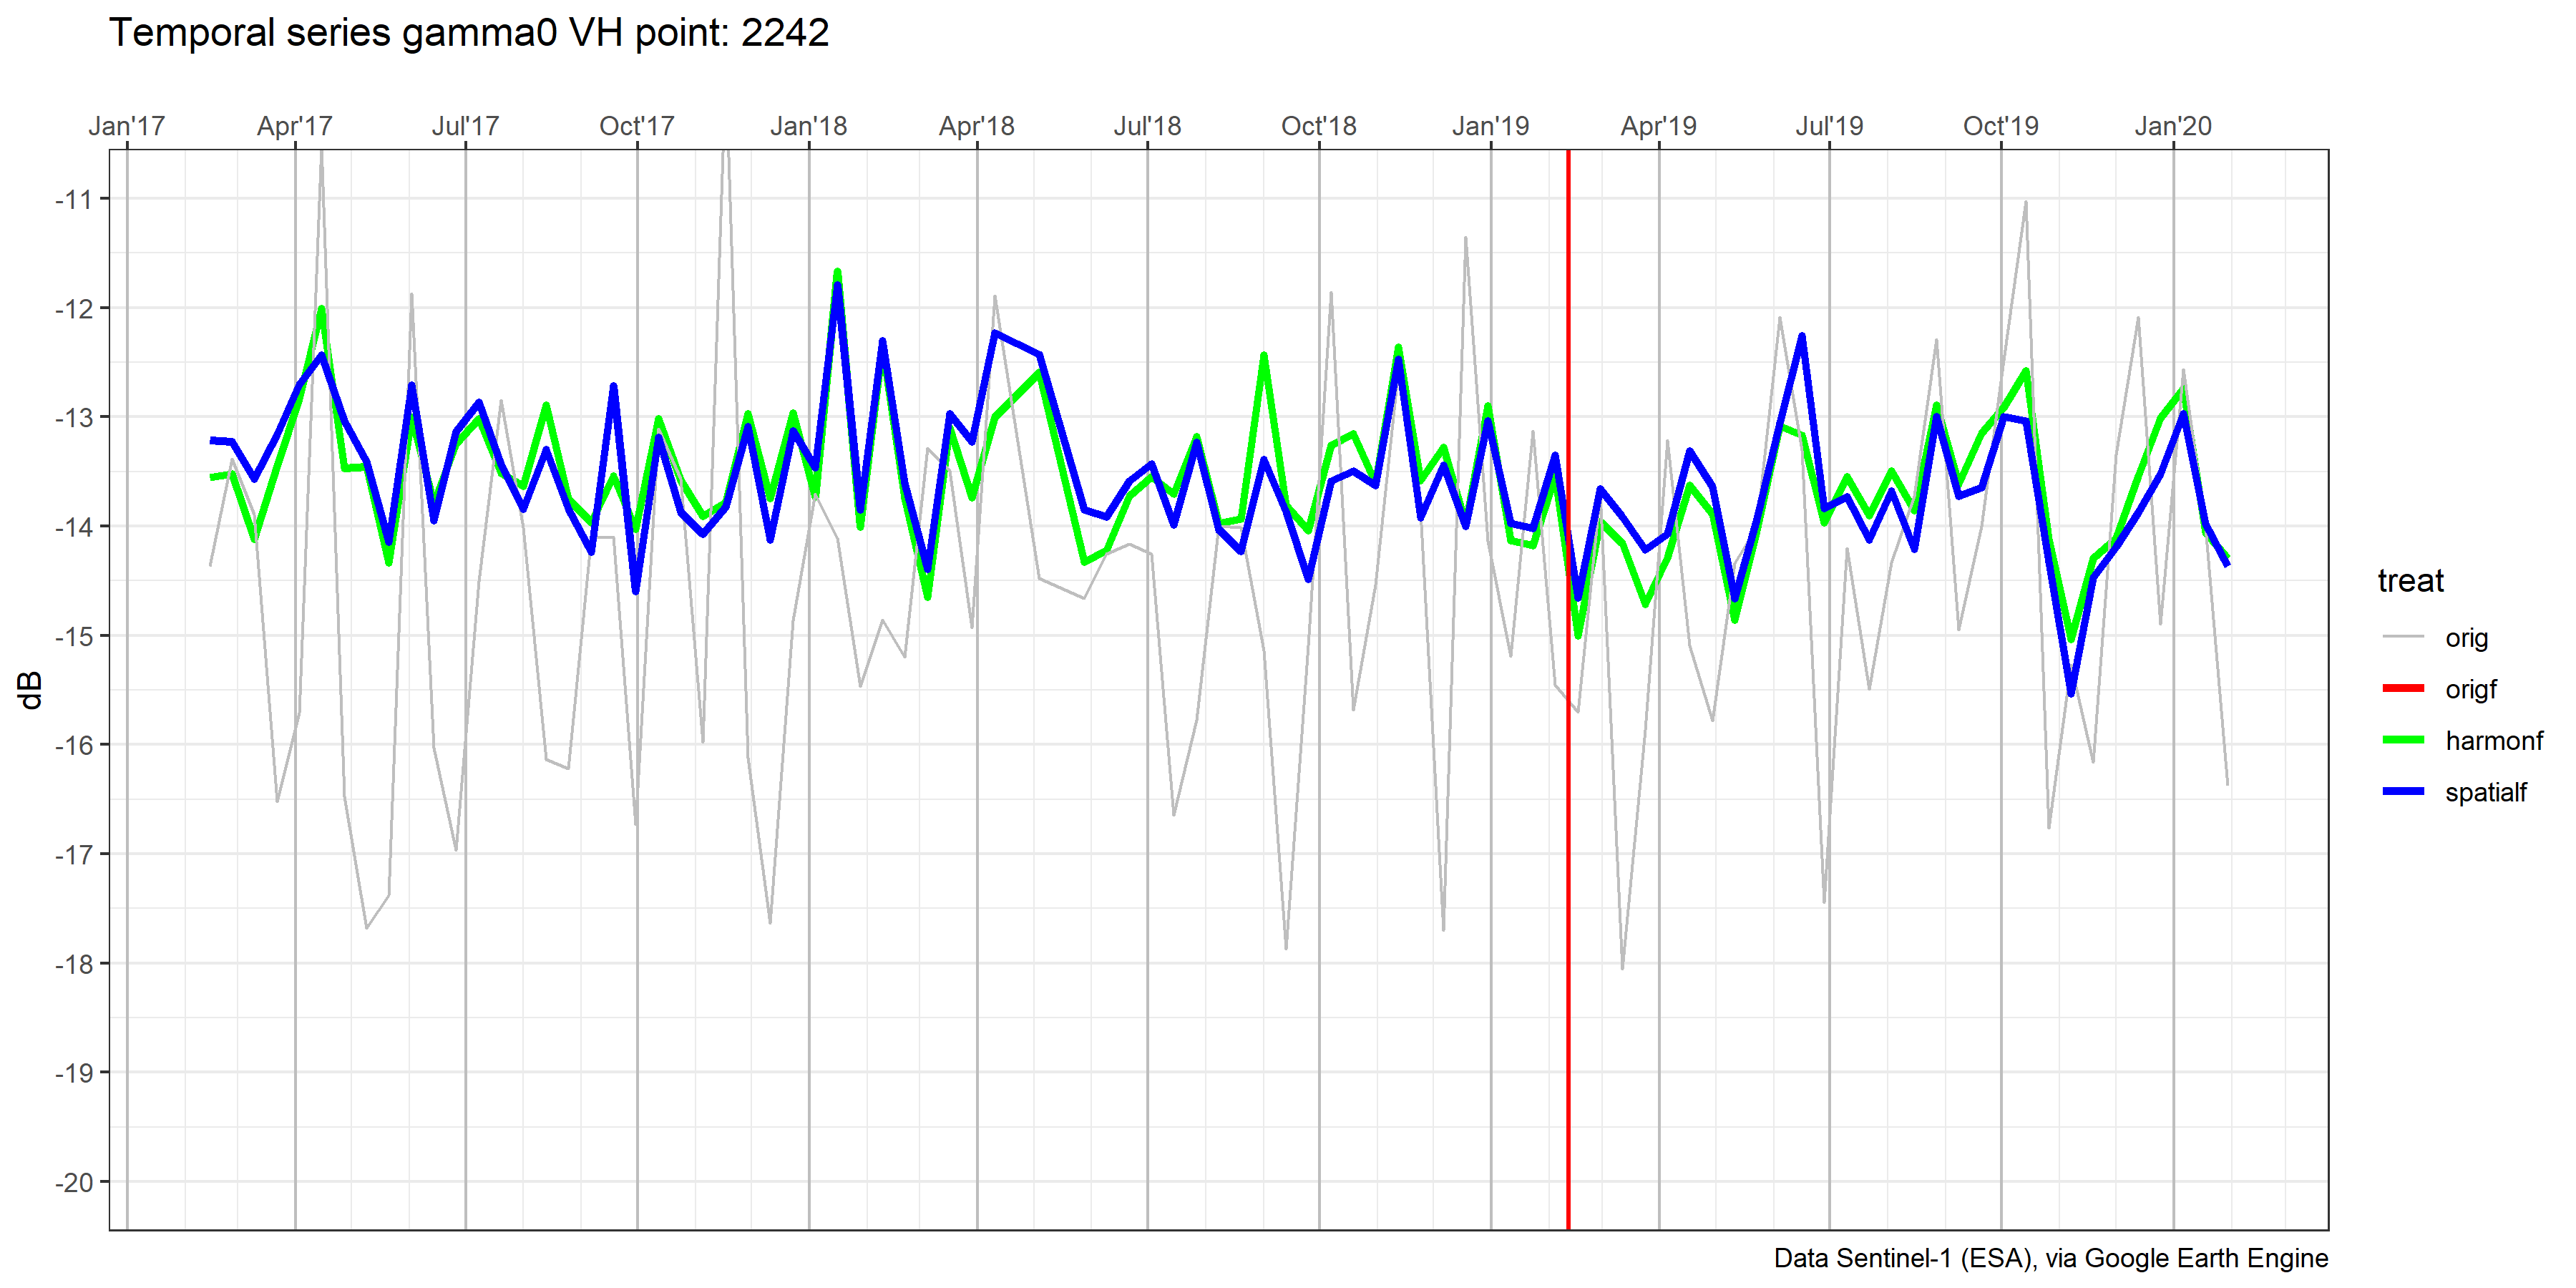 Temporal series gamma0 VH point: 2242
Jan'17 Apr'17 Jul'17 Oct'17 Jan'18 Apr'18 Jul'18 Oct'18 Jan'19 Apr'19 Jul'19 Oct'19 Jan'20
-11
-12
-13
-14
-15
-16
-17
-18
-19
-20
dB
treat
orig
origf
harmonf
spatialf
Data Sentinel-1 (ESA), via Google Earth Engine